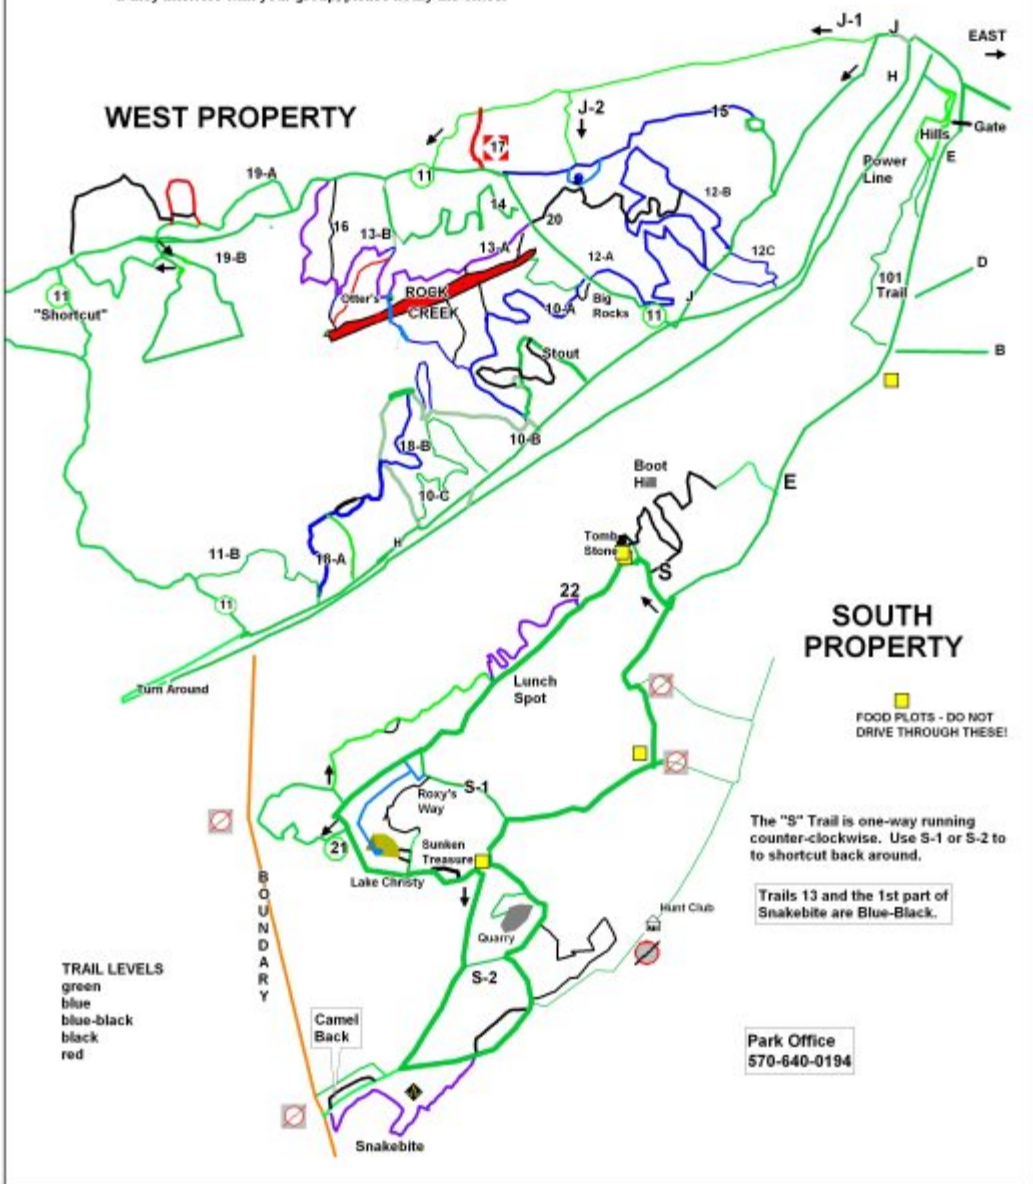 J-1
J
EAST
WEST PROPERTY
J-2
H
15
17
Hills
Gate
11
E
Power
Line
19-A
14
12-B
16
13-B
20
13-A
19-B
12-A
12C
D
101
Trail
11
"Shortcut"
Otter's
ROCK
CREEK
10-A
Big
Rocks
J
11
B
Stout
10-B
18-B
10-C
Boot
Hill
E
H
Tomb
Stone
11-B
18-A
S
22
11
SOUTH
PROPERTY
Turn Around
Lunch
Spot
FOOD PLOTS - DO NOT
DRIVE THROUGH THESE!
S-1
Roxy's
Way
The "S" Trail is one-way running
counter-clockwise. Use S-1 or S-2 to
to shortcut back around.
21
Sunken
Treasure
Lake Christy
BOUNDARY
Trails 13 and the 1st part of
Snakebite are Blue-Black.
Hunt Club
Quarry
S-2
TRAIL LEVELS
green
blue
blue-black
black
red
Camel
Back
Park Office
570-640-0194
Snakebite